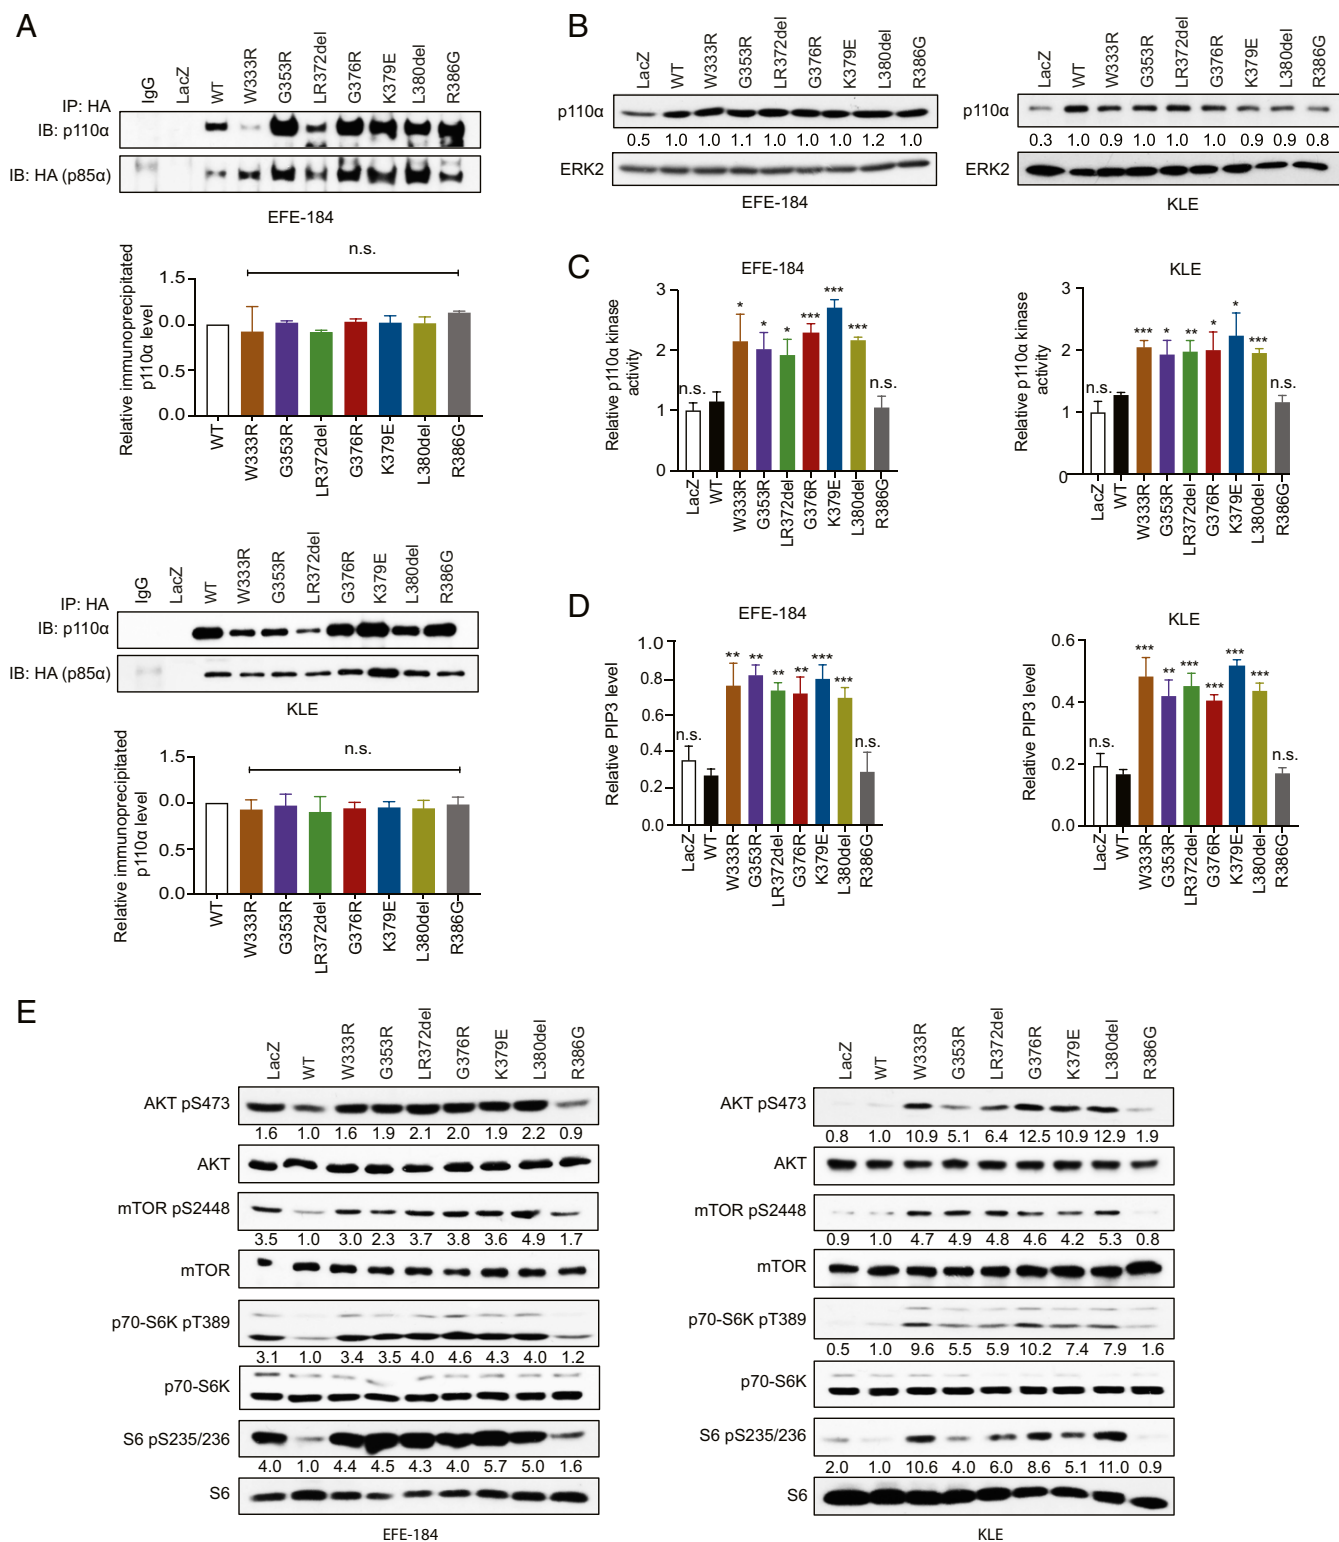 A
IgG LacZ WT W333R G353R LR372del G376R K379E L380del R386G
IP: HA
IB: p110α
IB: HA (p85α)
EFE-184
n.s.
Relative immunoprecipitated p110α level
1.5
0.0
0.5
0.0
WT W333R G353R LR372del G376R K379E L380del R386G
IgG LacZ WT W333R G353R LR372del G376R K379E L380del R386G
IP: HA
IB: p110α
IB: HA (p85α)
KLE
n.s.
Relative immunoprecipitated p110α level
1.5
0.0
0.5
0.0
WT W333R G353R LR372del G376R K379E L380del R386G
B
LacZ WT W333R G353R LR372del G376R K379E L380del R386G
p110α
0.5 1.0 1.0 1.1 1.0 1.0 1.0 1.2 1.0
ERK2
EFE-184
LacZ WT W333R G353R LR372del G376R K379E L380del R386G
p110α
0.3 1.0 0.9 1.0 1.0 1.0 0.9 0.9 0.8
ERK2
KLE
C
EFE-184
Relative p110α kinase activity
3
2
1
0
n.s. * * * *** *** *** n.s.
LacZ WT W333R G353R LR372del G376R K379E L380del R386G
KLE
Relative p110α kinase activity
3
2
1
0
n.s. *** * ** * * *** n.s.
LacZ WT W333R G353R LR372del G376R K379E L380del R386G
D
EFE-184
Relative PIP3 level
1.0
0.8
0.6
0.4
0.2
0.0
n.s. ** ** ** ** *** *** n.s.
LacZ WT W333R G353R LR372del G376R K379E L380del R386G
KLE
Relative PIP3 level
0.6
0.4
0.2
0.0
n.s. *** ** *** *** *** *** n.s.
LacZ WT W333R G353R LR372del G376R K379E L380del R386G
E
LacZ WT W333R G353R LR372del G376R K379E L380del R386G
AKT pS473
1.6 1.0 1.6 1.9 2.1 2.0 1.9 2.2 0.9
AKT
mTOR pS2448
3.5 1.0 3.0 2.3 3.7 3.8 3.6 4.9 1.7
mTOR
p70-S6K pT389
3.1 1.0 3.4 3.5 4.0 4.6 4.3 4.0 1.2
p70-S6K
S6 pS235/236
4.0 1.0 4.4 4.5 4.3 4.0 5.7 5.0 1.6
S6
EFE-184
LacZ WT W333R G353R LR372del G376R K379E L380del R386G
AKT pS473
0.8 1.0 10.9 5.1 6.4 12.5 10.9 12.9 1.9
AKT
mTOR pS2448
0.9 1.0 4.7 4.9 4.8 4.6 4.2 5.3 0.8
mTOR
p70-S6K pT389
0.5 1.0 9.6 5.5 5.9 10.2 7.4 7.9 1.6
p70-S6K
S6 pS235/236
2.0 1.0 10.6 4.0 6.0 8.6 5.1 11.0 0.9
S6
KLE